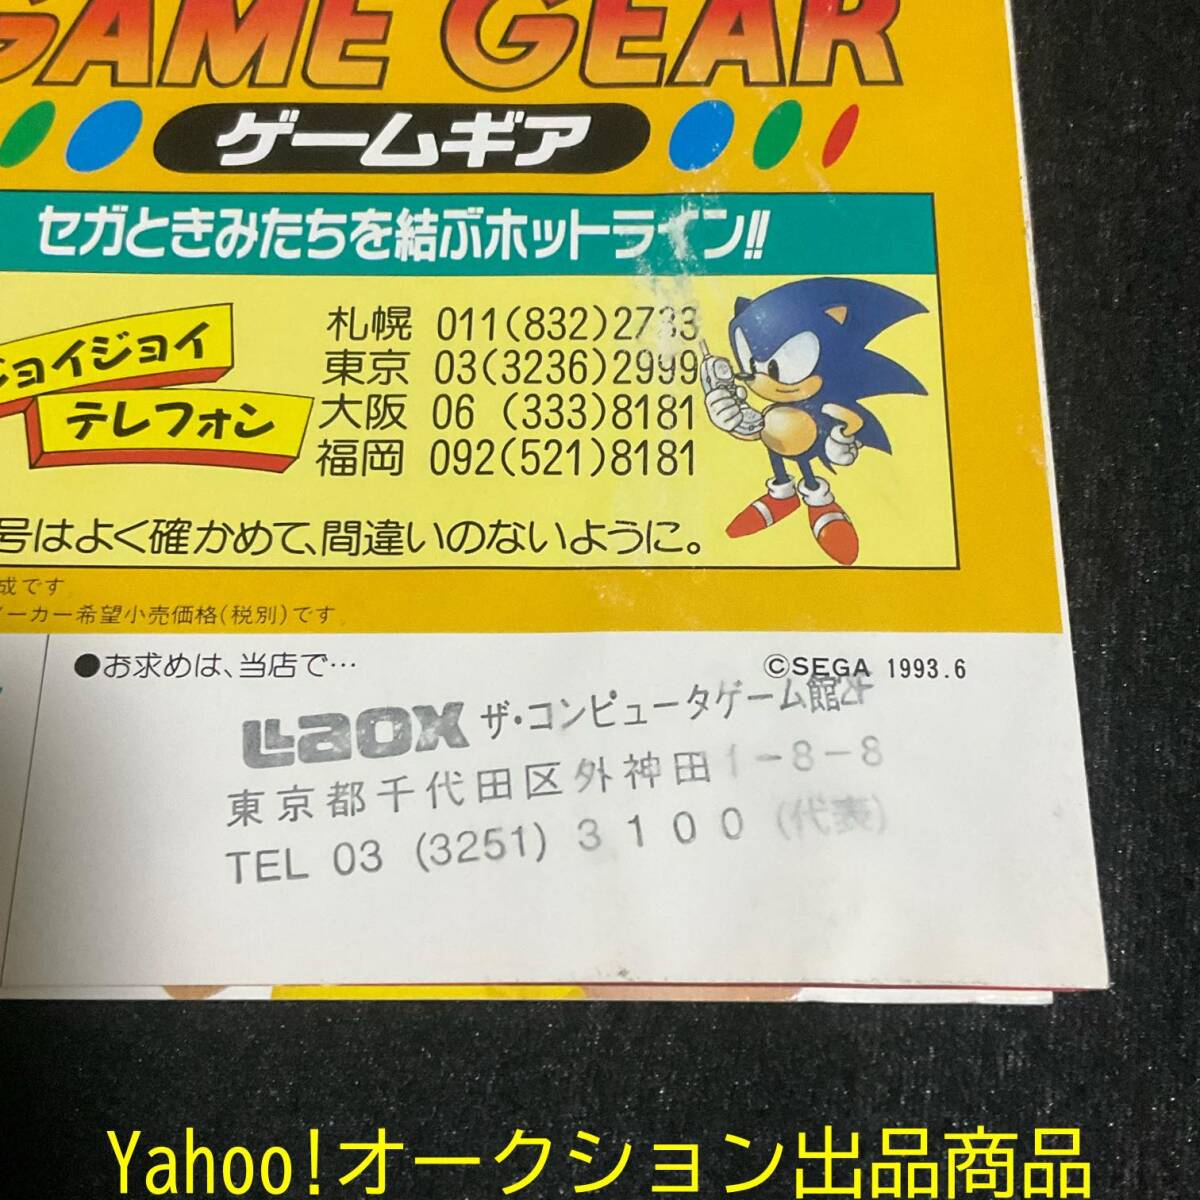 GAME GEAR
ゲームギア
セガときみたちを結ぶホットライン!!
ジョイジョイ
テレフォン
札幌 011(832)2733
東京 03(3236)2999
大阪 06 (333)8181
福岡 092(521)8181
号はよく確かめて、間違いのないように。
成です
メーカー希望小売価格(税別)です
●お求めは、当店で…
©SEGA 1993.6
Laox ザ・コンピュータゲーム館2F
東京都千代田区外神田1-8-8
TEL 03 (3251) 3100 (代表)
Yahoo!オークション出品商品